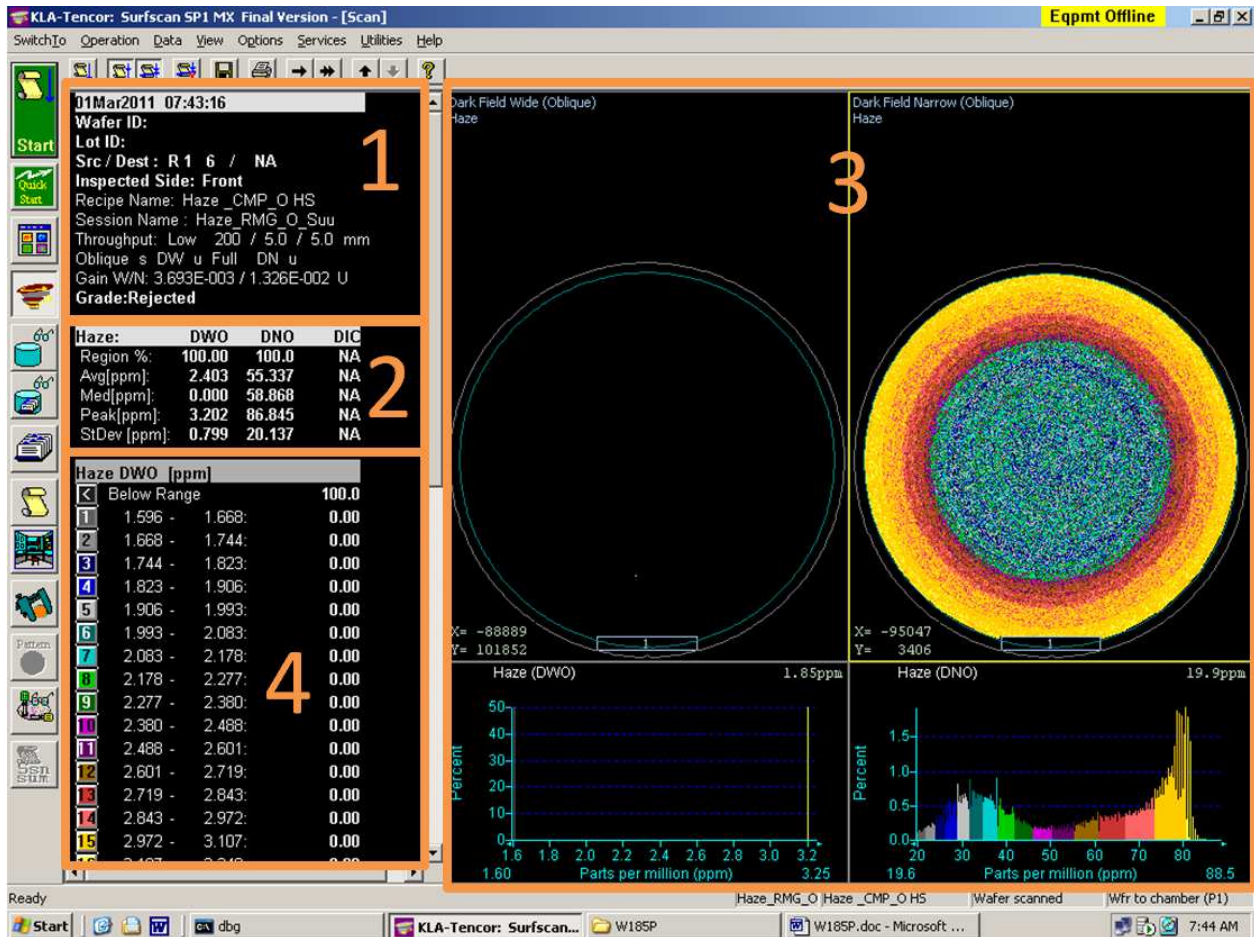 KLA-Tencor: Surfscan SP1 MX Final Version - [Scan]
Eqpmt Offline
SwitchTo Operation Data View Options Services Utilities Help
Start
Quick Start
Pattern
Ssn sum
01Mar2011 07:43:16
Wafer ID:
Lot ID:
Src / Dest : R 1 6 / NA
Inspected Side: Front
Recipe Name: Haze _CMP_O HS
Session Name : Haze_RMG_O_Suu
Throughput: Low 200 / 5.0 / 5.0 mm
Oblique s DW u Full DN u
Gain W/N: 3.693E-003 / 1.326E-002 U
Grade:Rejected
1
Haze: DWO DNO DIC
Region %: 100.00 100.0 NA
Avg[ppm]: 2.403 55.337 NA
Med[ppm]: 0.000 58.868 NA
Peak[ppm]: 3.202 86.845 NA
StDev [ppm]: 0.799 20.137 NA
2
Haze DWO [ppm]
< Below Range 100.0
1 1.596 - 1.668: 0.00
2 1.668 - 1.744: 0.00
3 1.744 - 1.823: 0.00
4 1.823 - 1.906: 0.00
5 1.906 - 1.993: 0.00
6 1.993 - 2.083: 0.00
7 2.083 - 2.178: 0.00
8 2.178 - 2.277: 0.00
9 2.277 - 2.380: 0.00
10 2.380 - 2.488: 0.00
11 2.488 - 2.601: 0.00
12 2.601 - 2.719: 0.00
13 2.719 - 2.843: 0.00
14 2.843 - 2.972: 0.00
15 2.972 - 3.107: 0.00
4
Dark Field Wide (Oblique)
Haze
X= -88889
Y= 101852
1
Dark Field Narrow (Oblique)
Haze
3
X= -95047
Y= 3406
1
Haze (DWO) 1.85ppm
Percent
50
40
30
20
10
0
1.6 1.8 2.0 2.2 2.4 2.6 2.8 3.0 3.2
1.60 Parts per million (ppm) 3.25
Haze (DNO) 19.9ppm
Percent
1.5
1.0
0.5
0.0
20 30 40 50 60 70 80
19.6 Parts per million (ppm) 88.5
Ready
Haze_RMG_O Haze _CMP_O HS Wafer scanned Wfr to chamber (P1)
Start dbg KLA-Tencor: Surfscan... W185P W185P.doc - Microsoft ... 7:44 AM